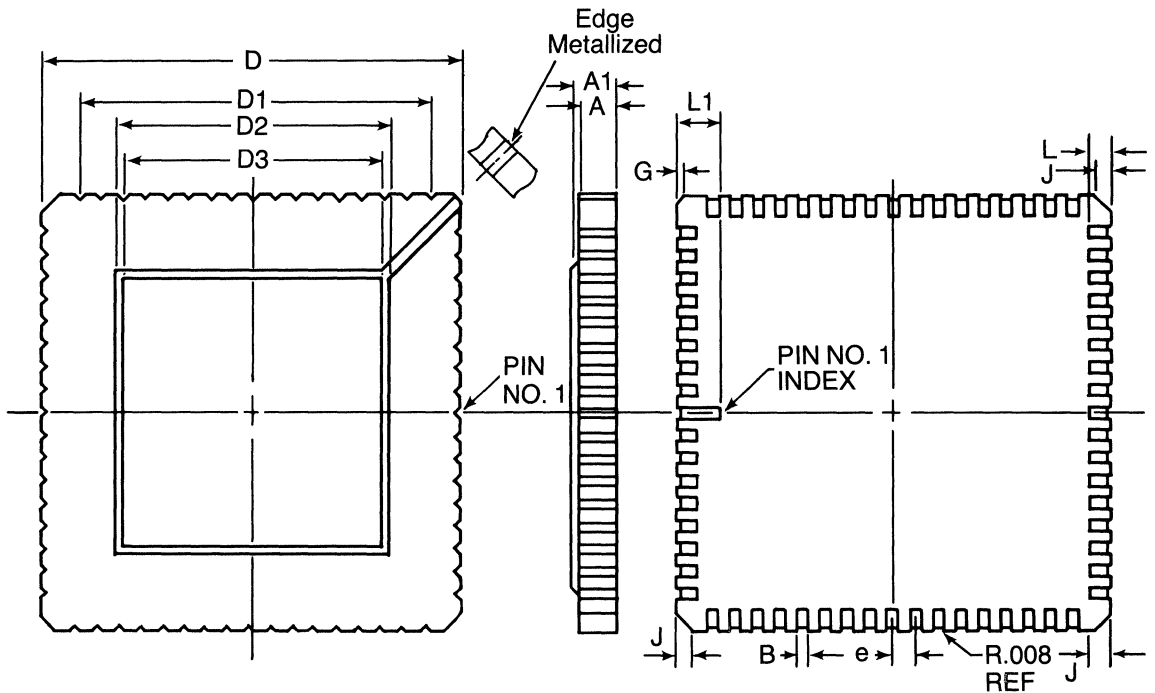 Edge
Metallized
D
D1
D2
D3
A1
A
L1
G
L
J
PIN
NO. 1
PIN NO. 1
INDEX
J
B
e
R.008
REF
J